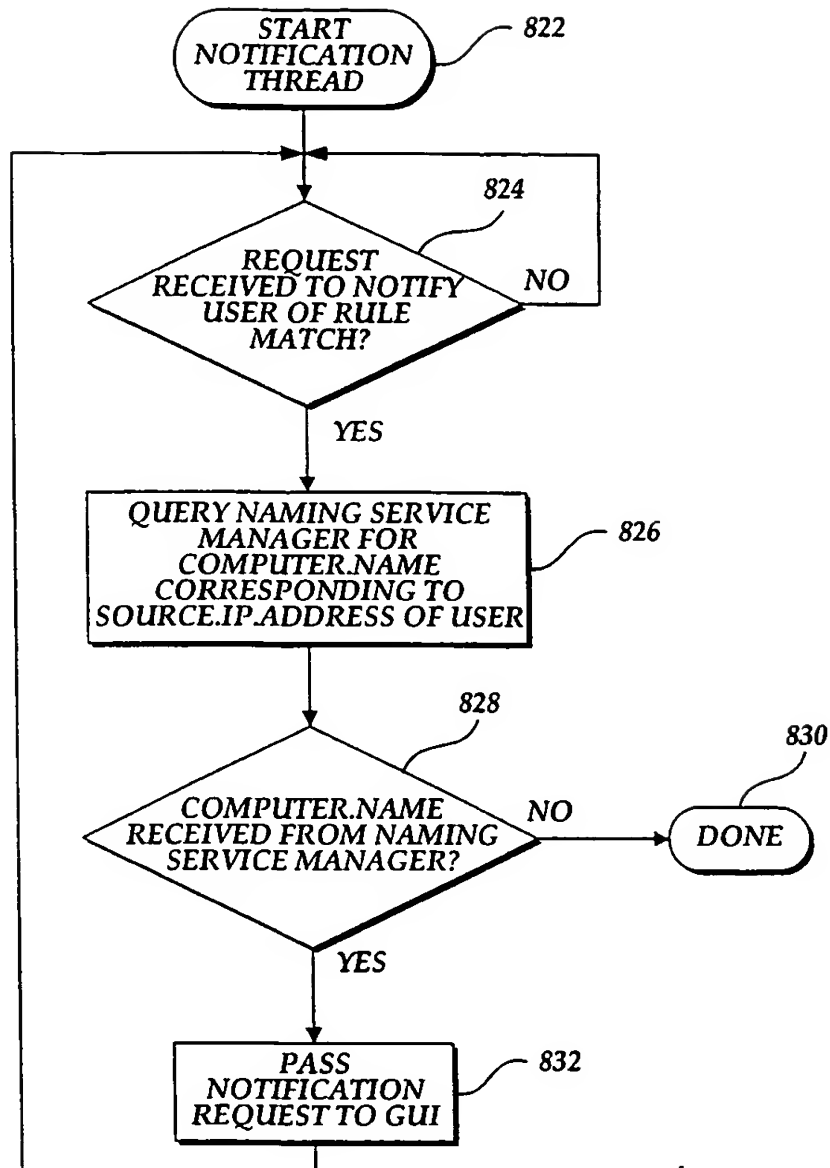 START
NOTIFICATION
THREAD
822
824
REQUEST
RECEIVED TO NOTIFY
USER OF RULE
MATCH?
NO
YES
QUERY NAMING SERVICE
MANAGER FOR
COMPUTER.NAME
CORRESPONDING TO
SOURCE.IP.ADDRESS OF USER
826
828
COMPUTER.NAME
RECEIVED FROM NAMING
SERVICE MANAGER?
NO
830
DONE
YES
PASS
NOTIFICATION
REQUEST TO GUI
832